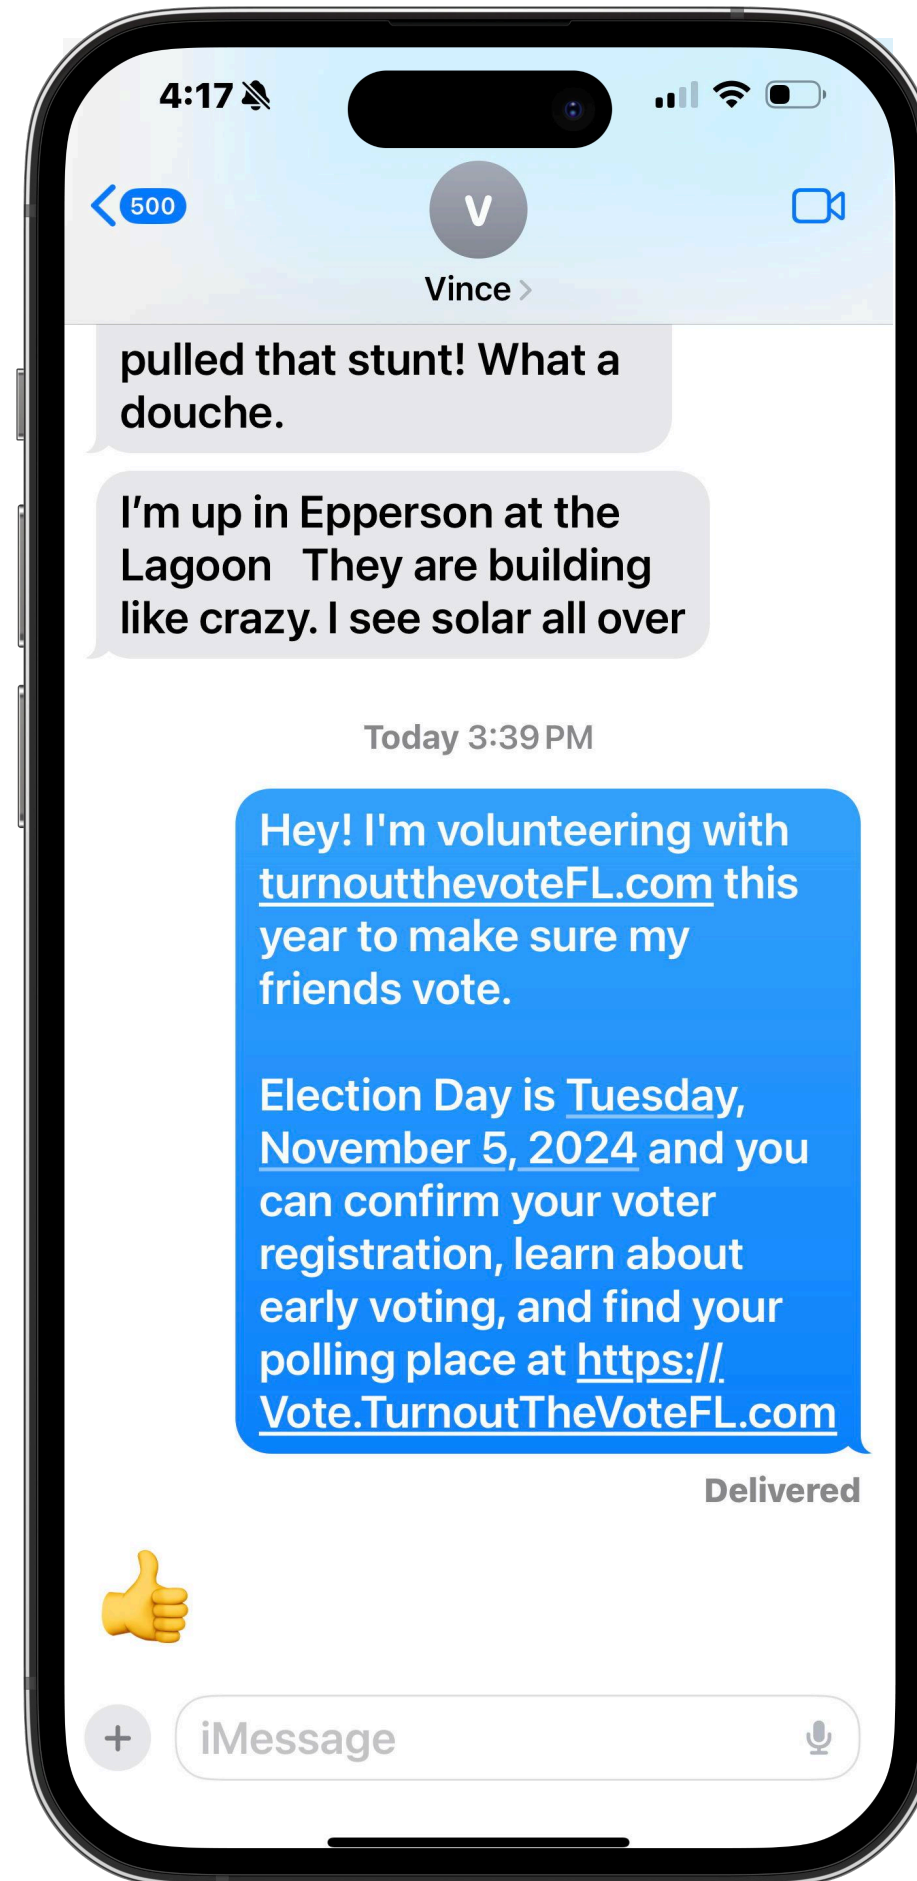 4:17
500
V
Vince
pulled that stunt! What a
douche.
I'm up in Epperson at the
Lagoon   They are building
like crazy. I see solar all over
Today 3:39 PM
Hey! I'm volunteering with
turnoutthevoteFL.com this
year to make sure my
friends vote.
Election Day is Tuesday,
November 5, 2024 and you
can confirm your voter
registration, learn about
early voting, and find your
polling place at https://
Vote.TurnoutTheVoteFL.com
Delivered
iMessage